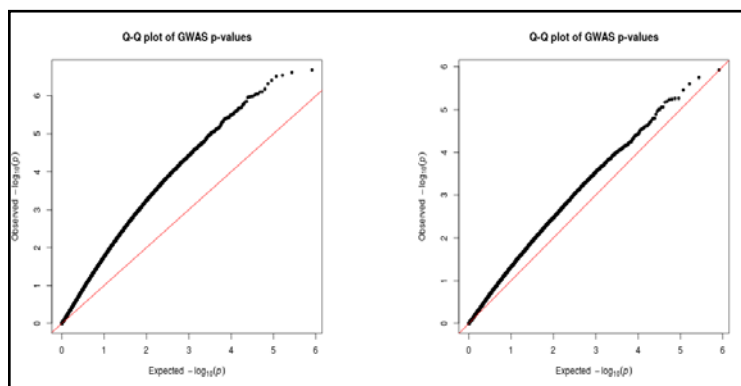 Q-Q plot of GWAS p-values
Observed −log10(p)
6
5
4
3
2
1
0
0 1 2 3 4 5 6
Expected −log10(p)
Q-Q plot of GWAS p-values
Observed −log10(p)
6
5
4
3
2
1
0
0 1 2 3 4 5 6
Expected −log10(p)